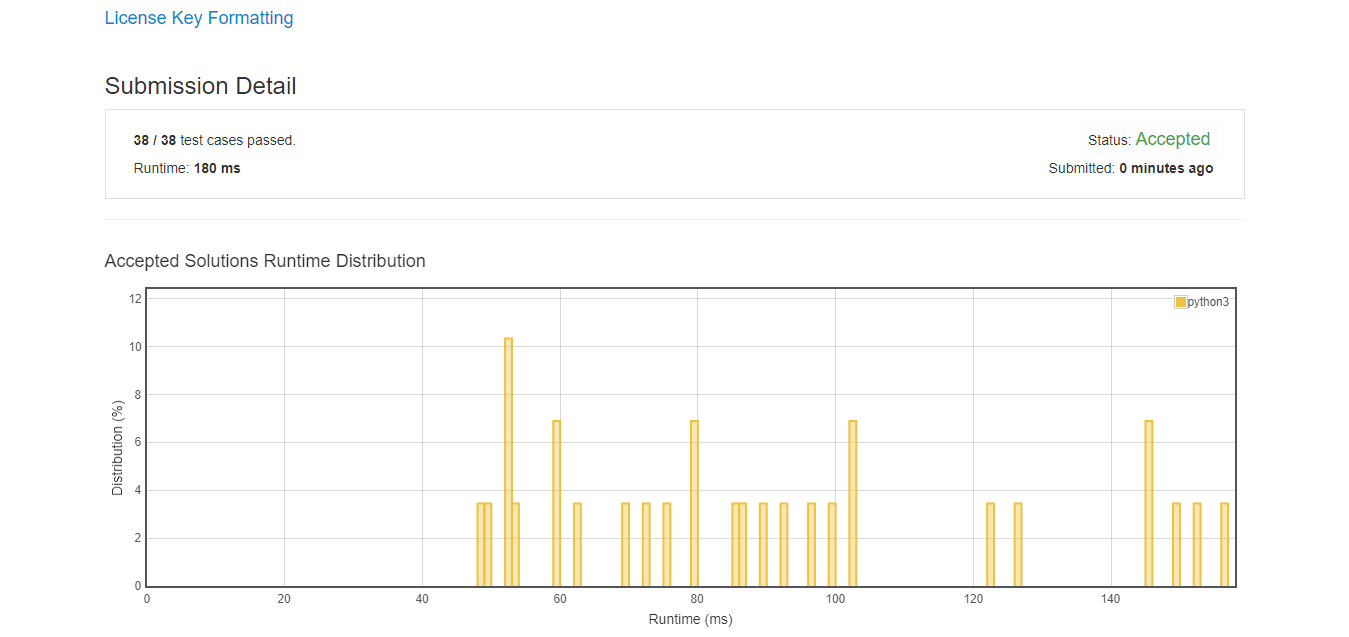 License Key Formatting
Submission Detail
38 / 38 test cases passed.
Status: Accepted
Runtime: 180 ms
Submitted: 0 minutes ago
Accepted Solutions Runtime Distribution
python3
Distribution (%)
12
10
8
6
4
2
0
0 20 40 60 80 100 120 140
Runtime (ms)